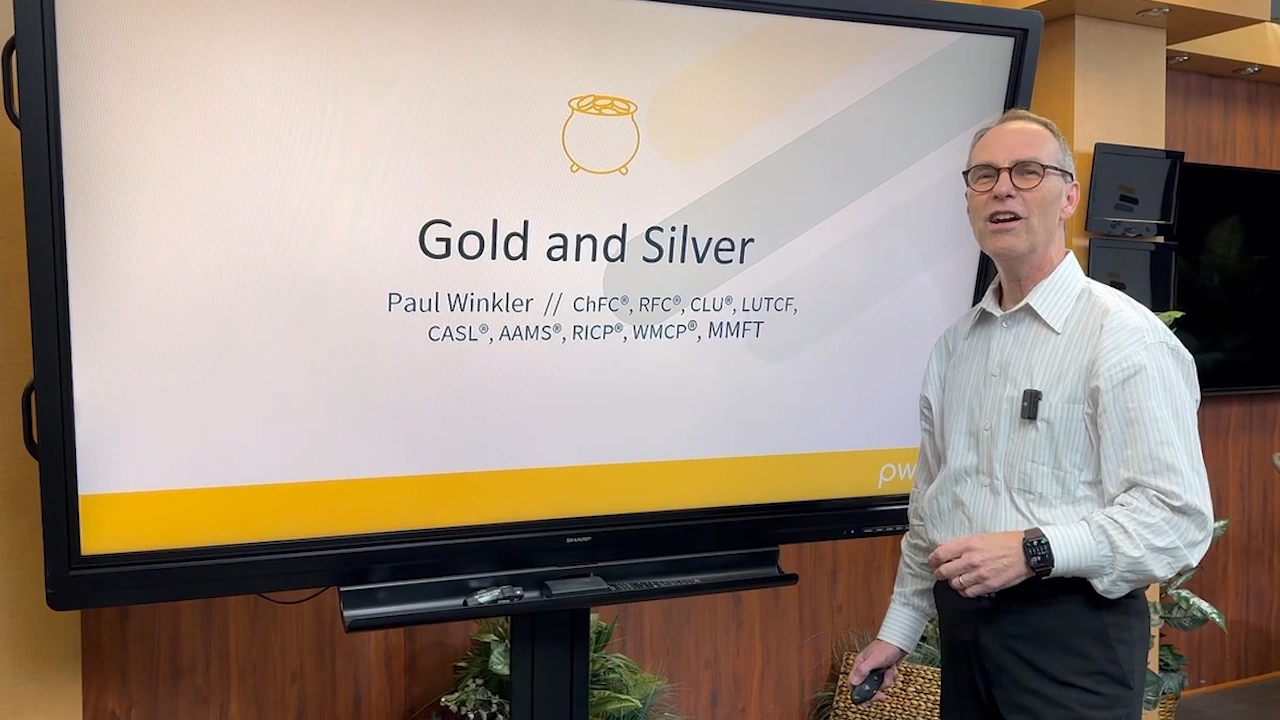 Gold and Silver
Paul Winkler // ChFC®, RFC®, CLU®, LUTCF,
CASL®, AAMS®, RICP®, WMCP®, MMFT
pw
SHARP